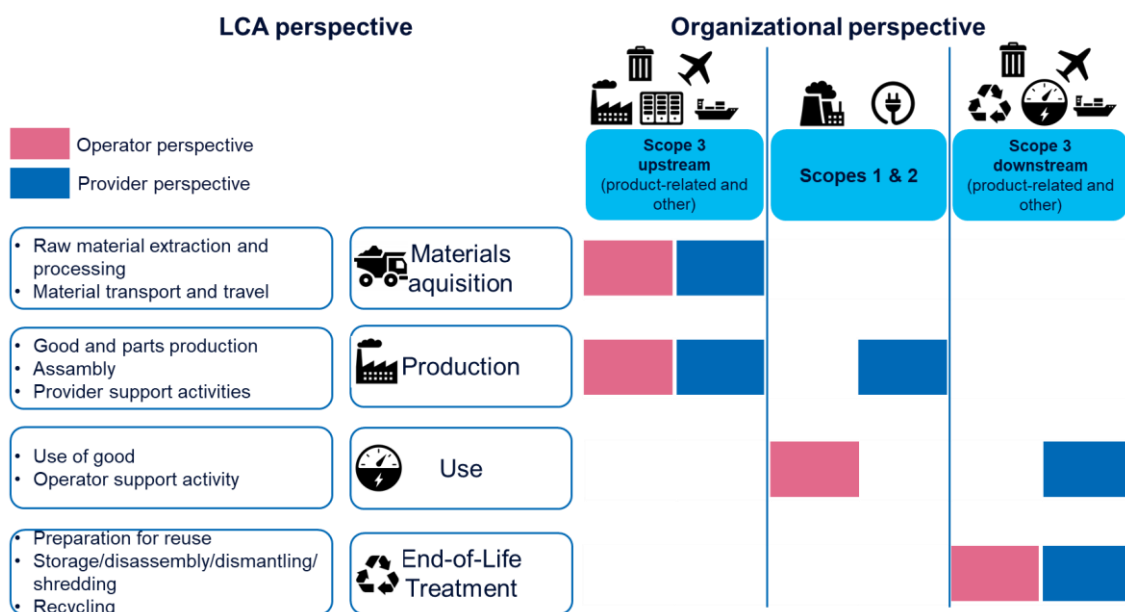 LCA perspective
Organizational perspective
Operator perspective
Provider perspective
Scope 3
upstream
(product-related and
other)
Scopes 1 & 2
Scope 3
downstream
(product-related and
other)
• Raw material extraction and
processing
• Material transport and travel
Materials
aquisition
• Good and parts production
• Assambly
• Provider support activities
Production
• Use of good
• Operator support activity
Use
• Preparation for reuse
• Storage/disassembly/dismantling/
shredding
• Recycling
End-of-Life
Treatment